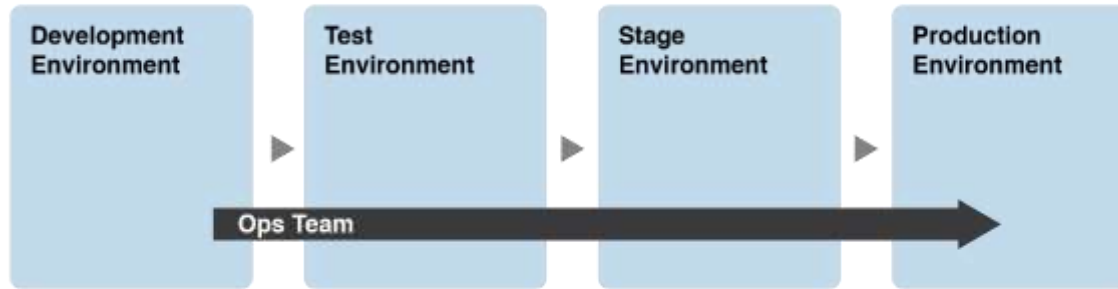 Development
Environment
Test
Environment
Stage
Environment
Production
Environment
Ops Team